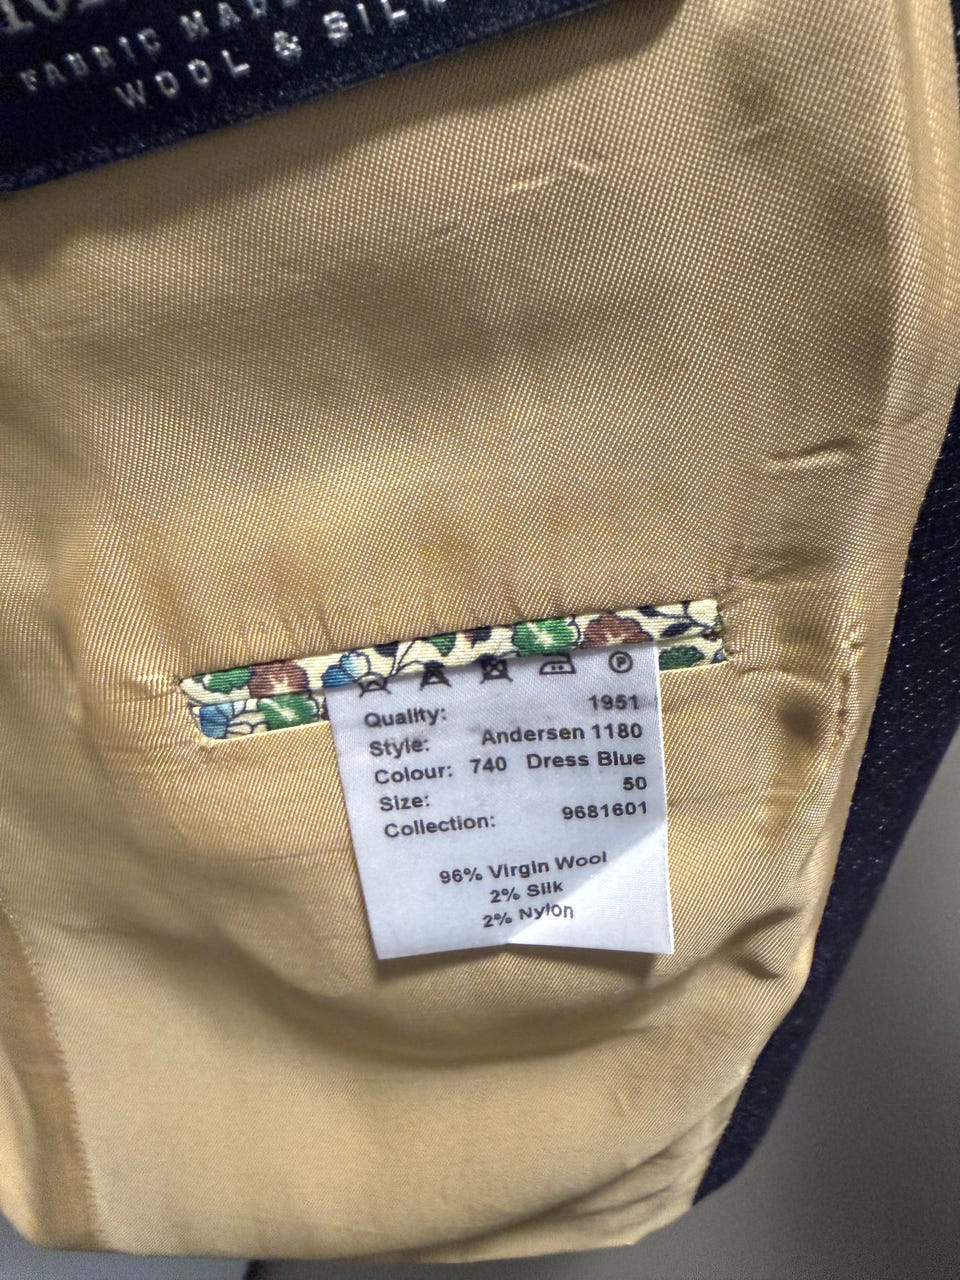 FABRIC MADE
WOOL & SILK
P
Quality: 1951
Style: Andersen 1180
Colour: 740 Dress Blue
Size: 50
Collection: 9681601
96% Virgin Wool
2% Silk
2% Nylon